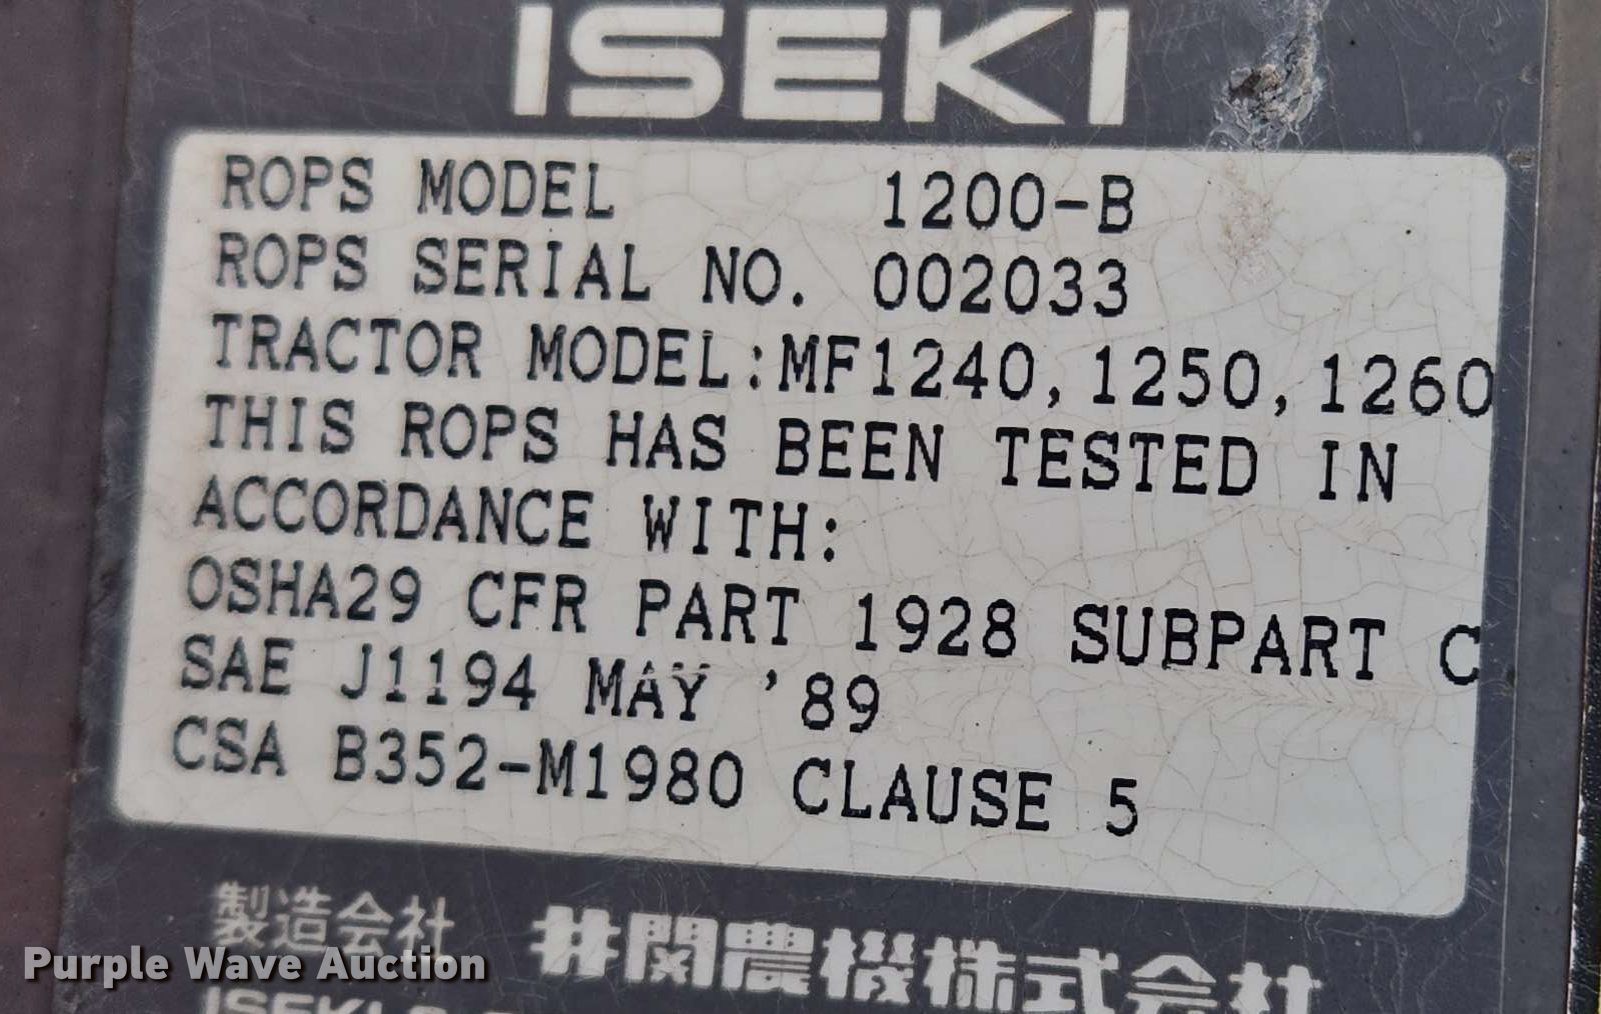 ISEKI
ROPS MODEL 1200-B
ROPS SERIAL NO. 002033
TRACTOR MODEL:MF1240,1250,1260
THIS ROPS HAS BEEN TESTED IN
ACCORDANCE WITH:
OSHA29 CFR PART 1928 SUBPART C
SAE J1194 MAY '89
CSA B352-M1980 CLAUSE 5
製造会社 井関農機株式会社
Purple Wave Auction
ISEKI